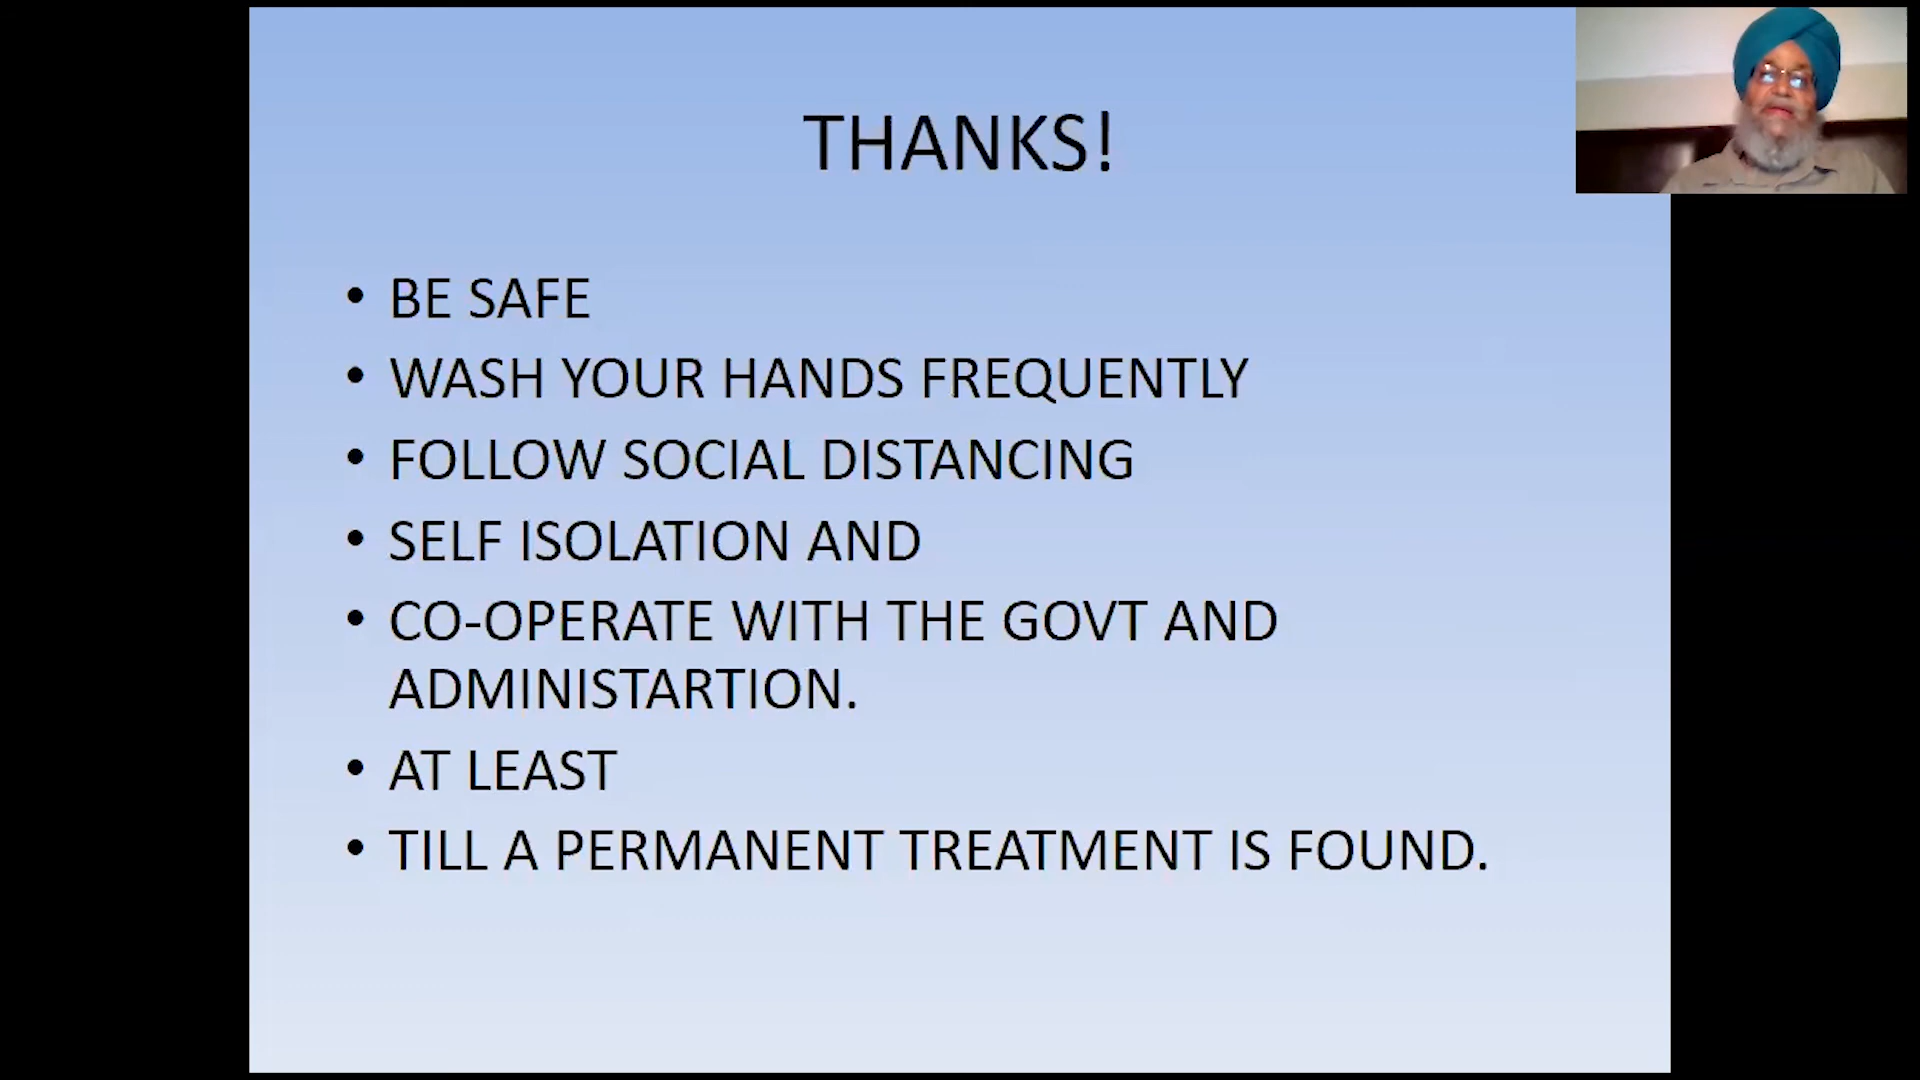 THANKS!
• BE SAFE
• WASH YOUR HANDS FREQUENTLY
• FOLLOW SOCIAL DISTANCING
• SELF ISOLATION AND
• CO-OPERATE WITH THE GOVT AND
ADMINISTARTION.
• AT LEAST
• TILL A PERMANENT TREATMENT IS FOUND.